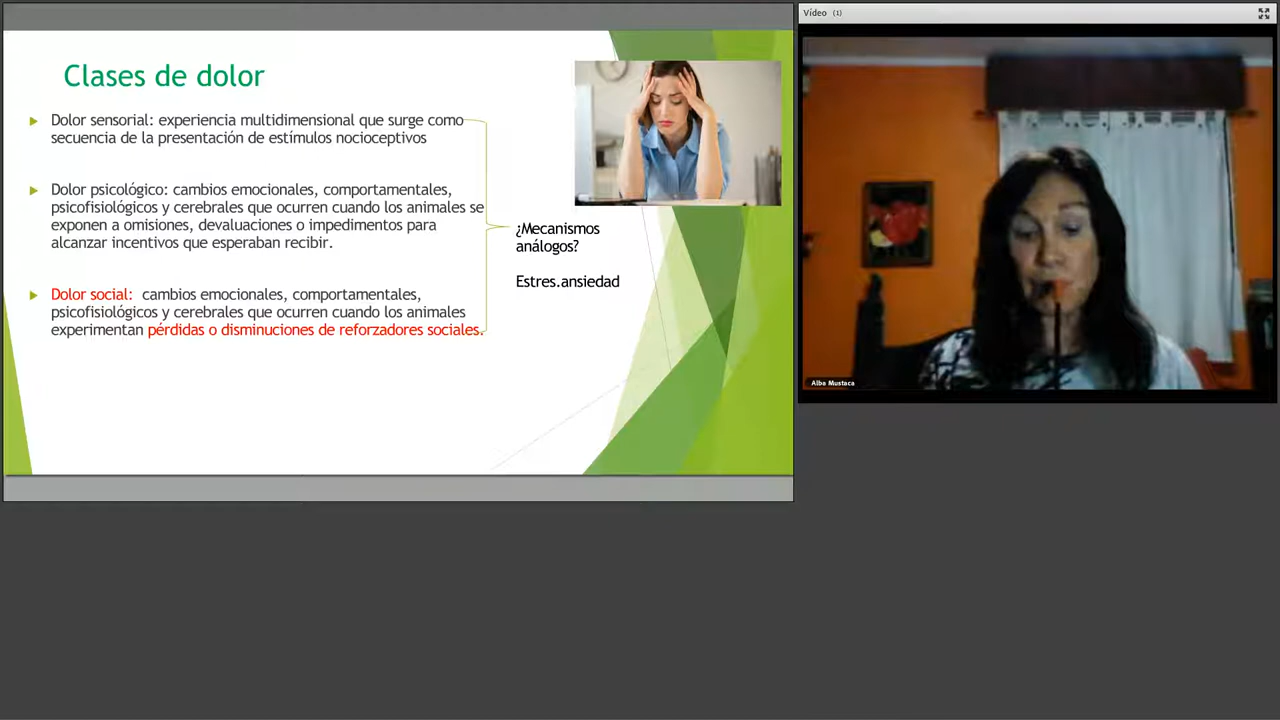 Clases de dolor
Dolor sensorial: experiencia multidimensional que surge como
secuencia de la presentación de estímulos nocioceptivos
Dolor psicológico: cambios emocionales, comportamentales,
psicofisiológicos y cerebrales que ocurren cuando los animales se
exponen a omisiones, devaluaciones o impedimentos para
alcanzar incentivos que esperaban recibir.
Dolor social: cambios emocionales, comportamentales,
psicofisiológicos y cerebrales que ocurren cuando los animales
experimentan pérdidas o disminuciones de reforzadores sociales.
¿Mecanismos
análogos?
Estres.ansiedad
Vídeo (1)
Alba Mustaca